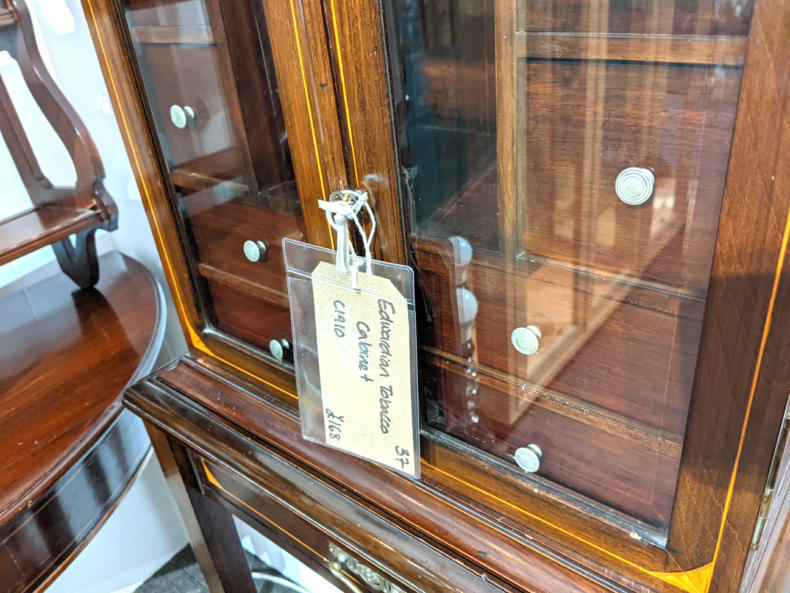 37
Edwardian Tobacco
Cabinet
C1910
£168